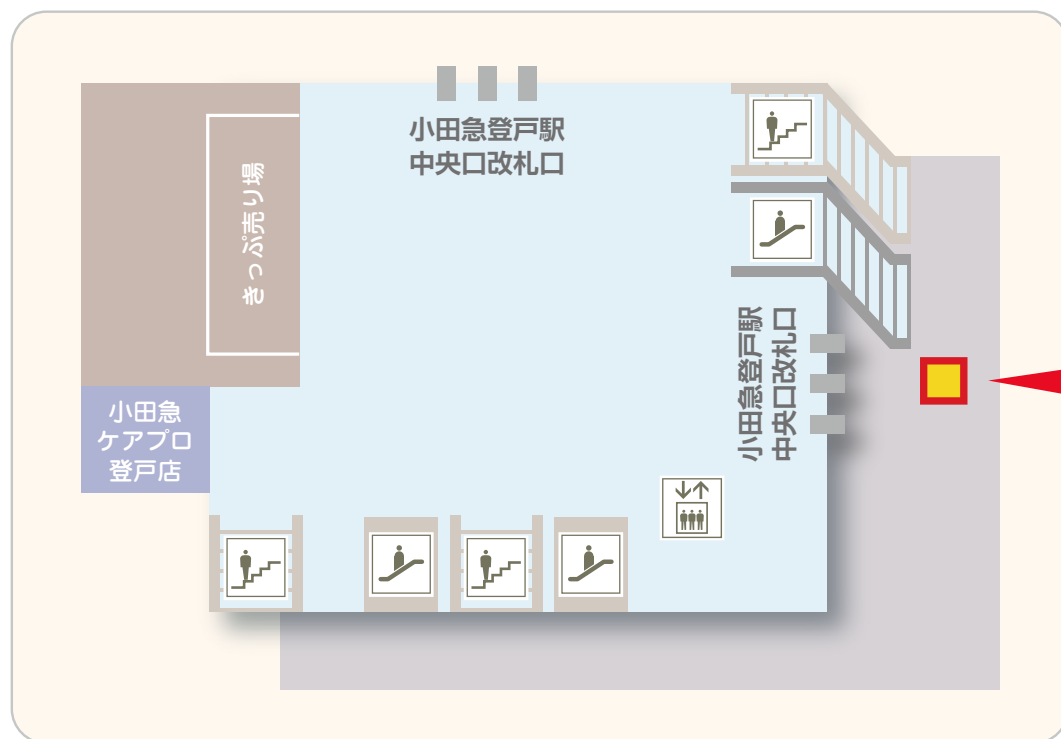 小田急登戸駅
中央口改札口
きっぷ売り場
小田急登戸駅
中央口改札口
小田急
ケアプロ
登戸店